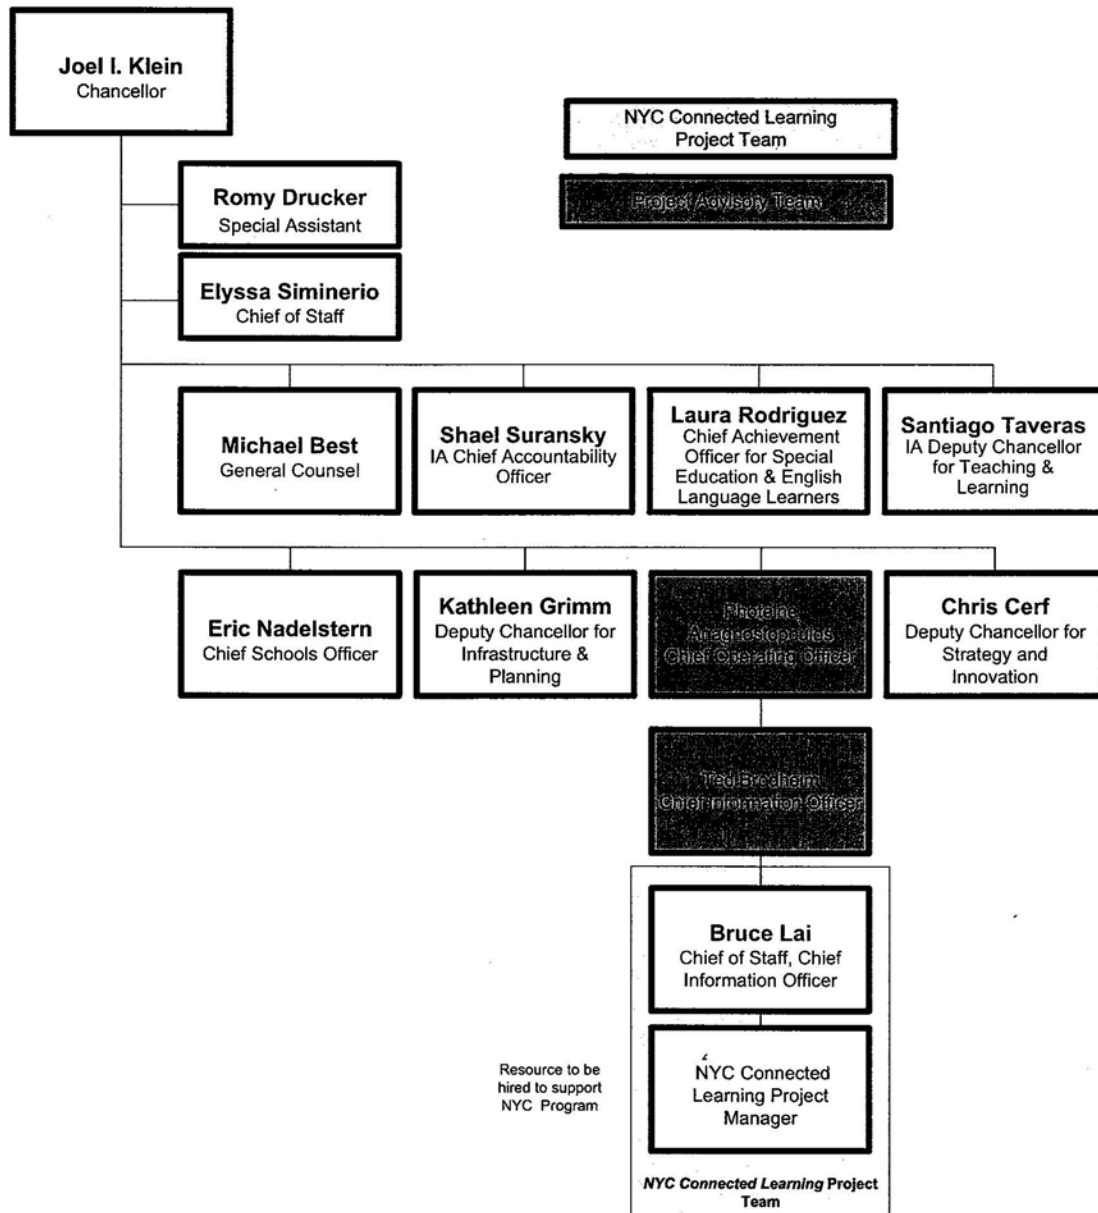 Joel I. Klein
Chancellor
NYC Connected Learning
Project Team
Project Advisory Team
Romy Drucker
Special Assistant
Elyssa Siminerio
Chief of Staff
Michael Best
General Counsel
Shael Suransky
IA Chief Accountability
Officer
Laura Rodriguez
Chief Achievement
Officer for Special
Education & English
Language Learners
Santiago Taveras
IA Deputy Chancellor
for Teaching &
Learning
Eric Nadelstern
Chief Schools Officer
Kathleen Grimm
Deputy Chancellor for
Infrastructure &
Planning
Photeine
Anagnostopoulos
Chief Operating Officer
Chris Cerf
Deputy Chancellor for
Strategy and
Innovation
Ted Brodheim
Chief Information Officer
Bruce Lai
Chief of Staff, Chief
Information Officer
Resource to be
hired to support
NYC Program
NYC Connected
Learning Project
Manager
NYC Connected Learning Project
Team